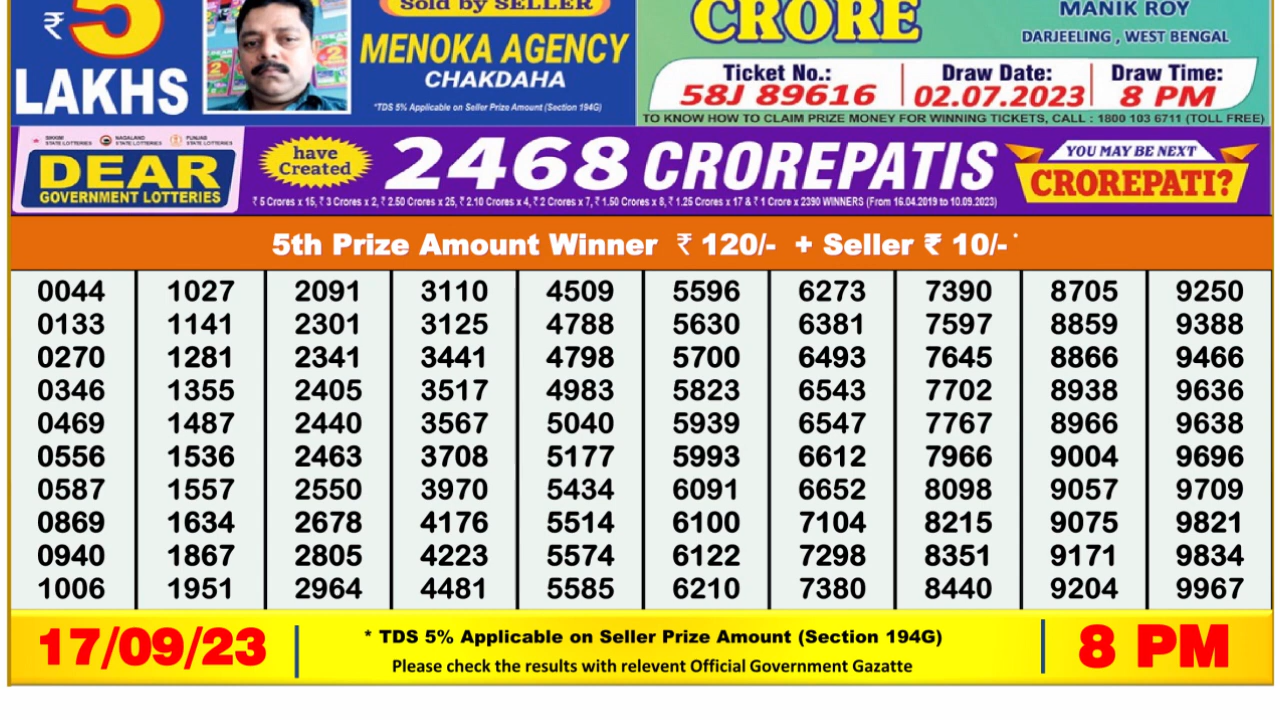 ₹ 5
LAKHS
Sold by SELLER
MENOKA AGENCY
CHAKDAHA
*TDS 5% Applicable on Seller Prize Amount (Section 194G)
CRORE
MANIK ROY
DARJEELING , WEST BENGAL
Ticket No.: Draw Date: Draw Time:
58J 89616 02.07.2023 8 PM
TO KNOW HOW TO CLAIM PRIZE MONEY FOR WINNING TICKETS, CALL : 1800 103 6711 (TOLL FREE)
SIKKIM STATE LOTTERIES
NAGALAND STATE LOTTERIES
PUNJAB STATE LOTTERIES
DEAR
GOVERNMENT LOTTERIES
have
Created
2468 CROREPATIS
₹ 5 Crores x 15, ₹ 3 Crores x 2, ₹ 2.50 Crores x 25, ₹ 2.10 Crores x 4, ₹ 2 Crores x 7, ₹ 1.50 Crores x 8, ₹ 1.25 Crores x 17 & ₹ 1 Crore x 2390 WINNERS (From 16.04.2019 to 10.09.2023)
YOU MAY BE NEXT
CROREPATI?
5th Prize Amount Winner ₹ 120/- + Seller ₹ 10/- *
0044 1027 2091 3110 4509 5596 6273 7390 8705 9250
0133 1141 2301 3125 4788 5630 6381 7597 8859 9388
0270 1281 2341 3441 4798 5700 6493 7645 8866 9466
0346 1355 2405 3517 4983 5823 6543 7702 8938 9636
0469 1487 2440 3567 5040 5939 6547 7767 8966 9638
0556 1536 2463 3708 5177 5993 6612 7966 9004 9696
0587 1557 2550 3970 5434 6091 6652 8098 9057 9709
0869 1634 2678 4176 5514 6100 7104 8215 9075 9821
0940 1867 2805 4223 5574 6122 7298 8351 9171 9834
1006 1951 2964 4481 5585 6210 7380 8440 9204 9967
17/09/23
* TDS 5% Applicable on Seller Prize Amount (Section 194G)
Please check the results with relevent Official Government Gazatte
8 PM